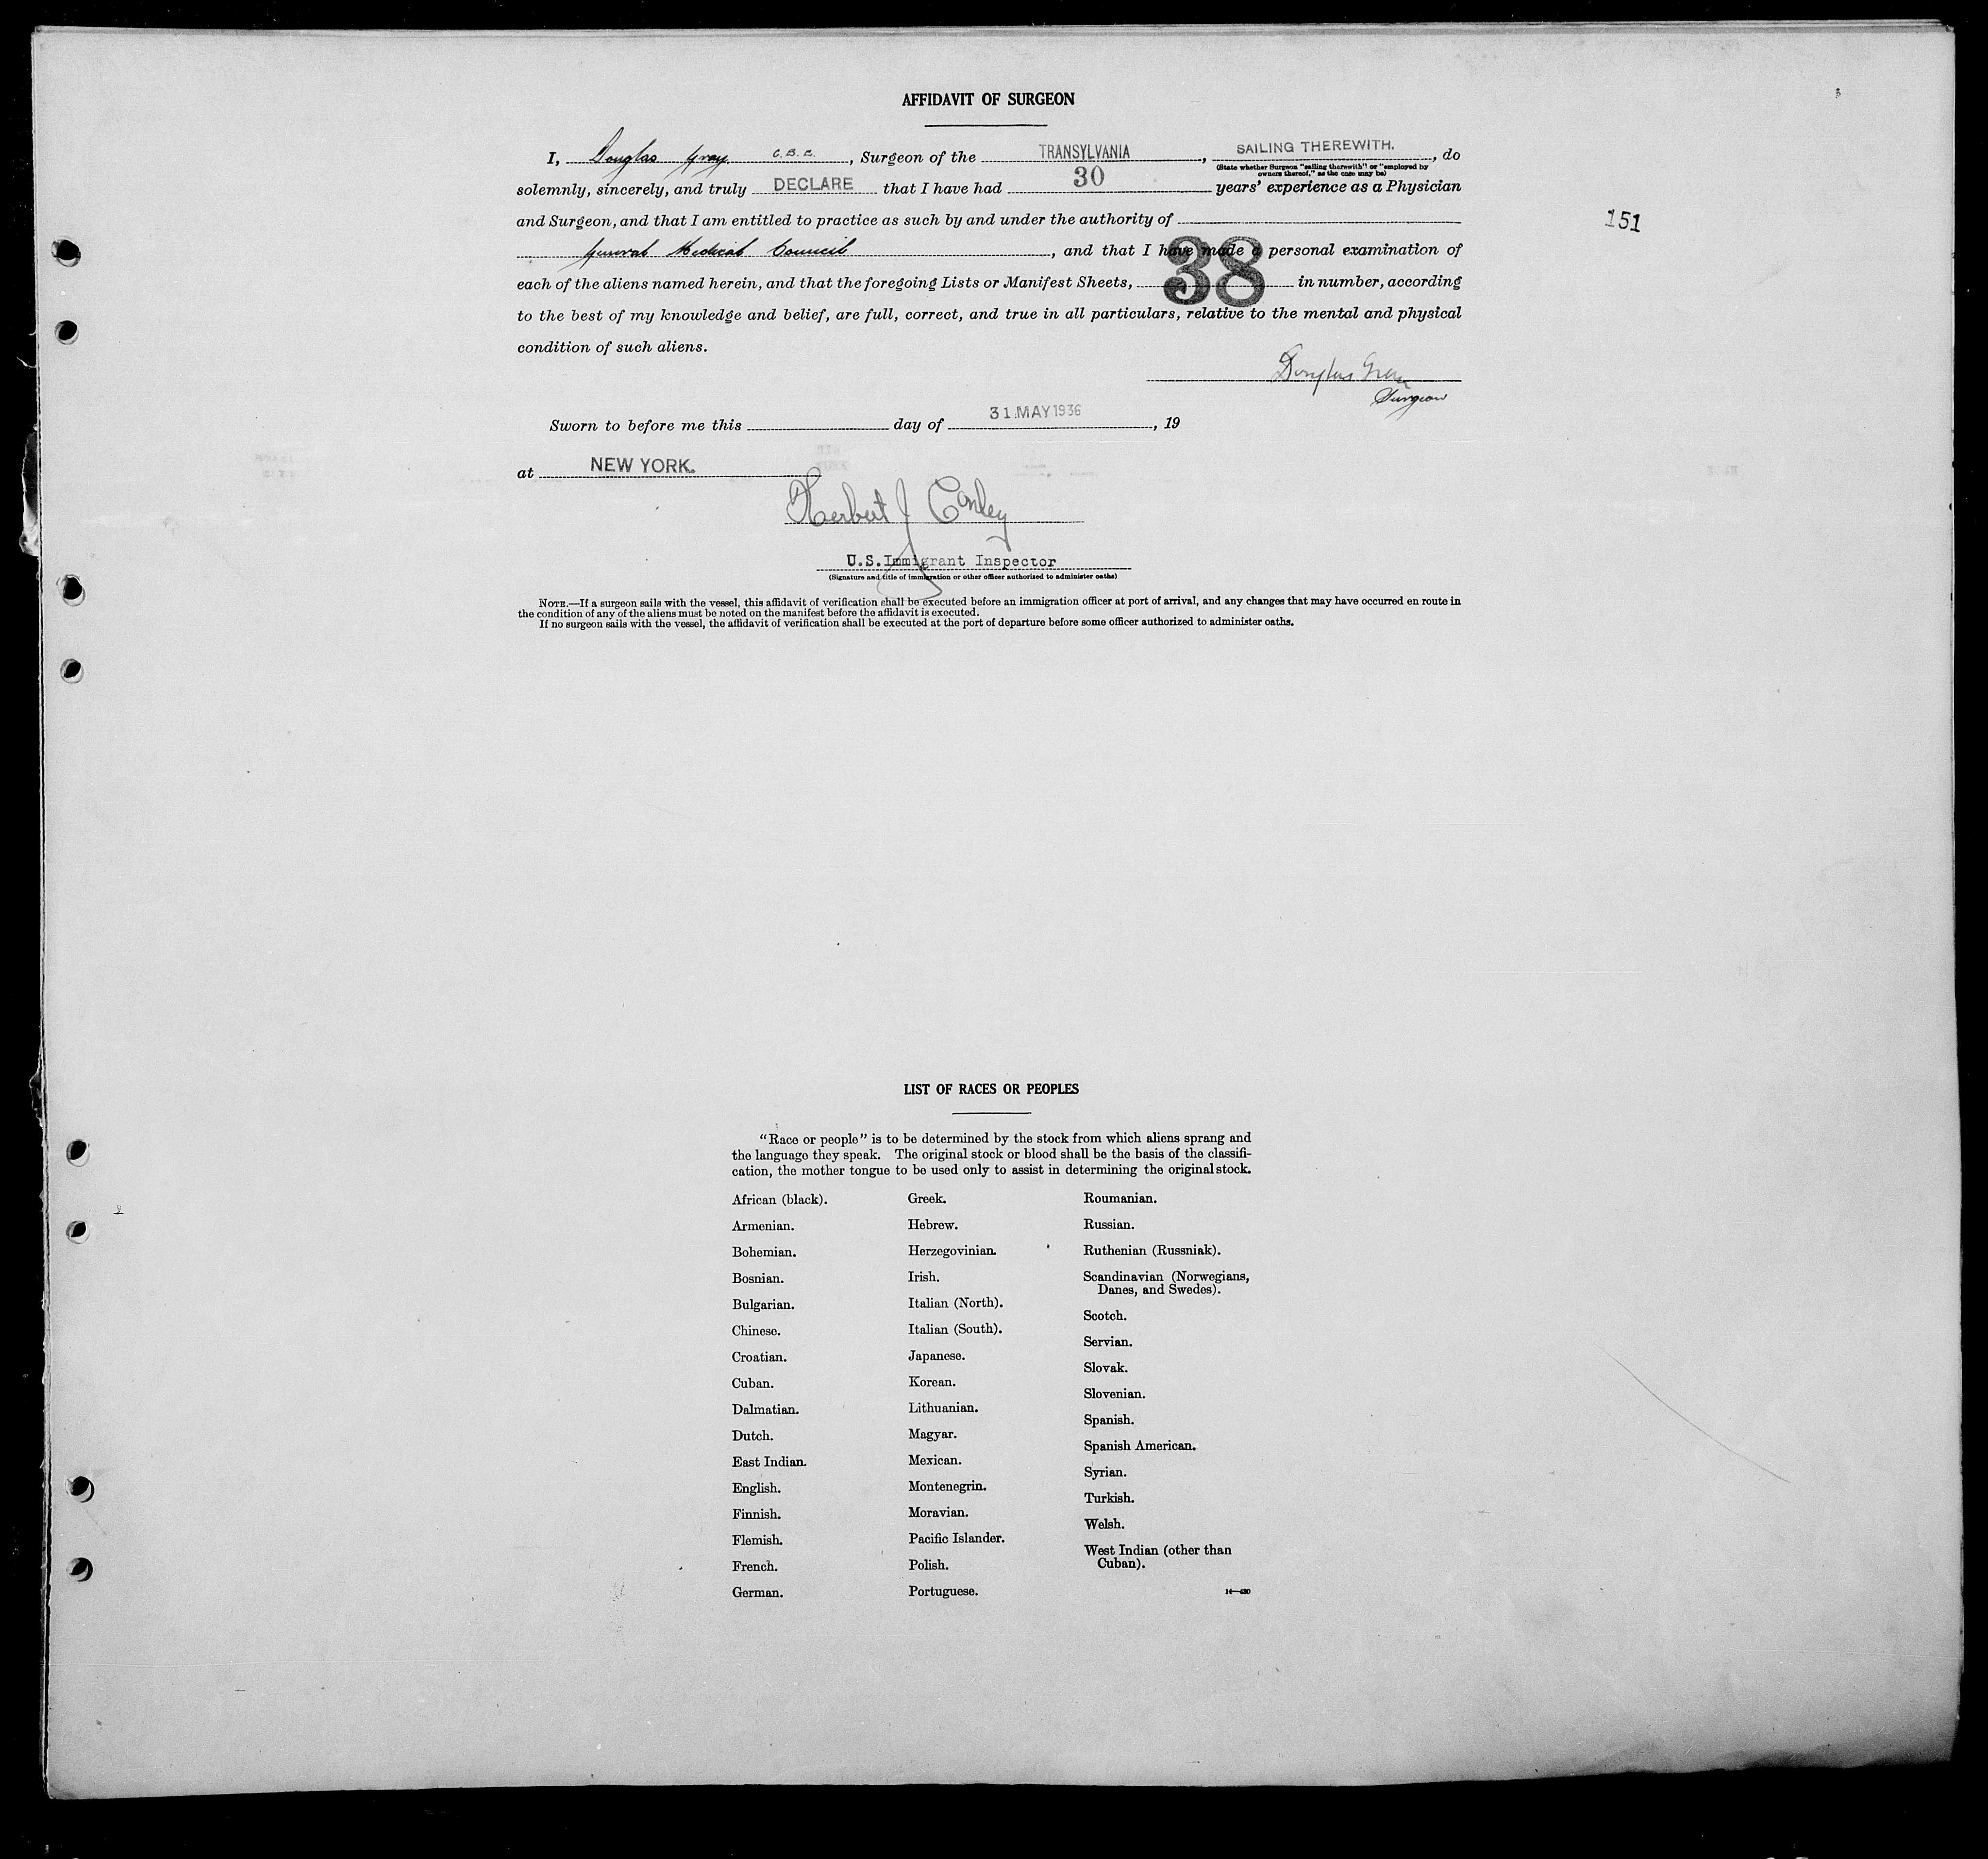 AFFIDAVIT OF SURGEON
I, Douglas Gray C.B.E., Surgeon of the TRANSYLVANIA, SAILING THEREWITH., do
(State whether Surgeon "sailing therewith" or "employed by
owners thereof," as the case may be)
solemnly, sincerely, and truly DECLARE that I have had 30 years' experience as a Physician
and Surgeon, and that I am entitled to practice as such by and under the authority of
151
General Medical Council, and that I have made a personal examination of
each of the aliens named herein, and that the foregoing Lists or Manifest Sheets, 38 in number, according
to the best of my knowledge and belief, are full, correct, and true in all particulars, relative to the mental and physical
condition of such aliens.
Douglas Gray
Surgeon
Sworn to before me this day of 31 MAY 1936, 19
at NEW YORK.
Herbert J Conley
U.S. Immigrant Inspector
(Signature and title of immigration or other officer authorised to administer oaths)
NOTE.—If a surgeon sails with the vessel, this affidavit of verification shall be executed before an immigration officer at port of arrival, and any changes that may have occurred en route in
the condition of any of the aliens must be noted on the manifest before the affidavit is executed.
If no surgeon sails with the vessel, the affidavit of verification shall be executed at the port of departure before some officer authorized to administer oaths.
LIST OF RACES OR PEOPLES
"Race or people" is to be determined by the stock from which aliens sprang and
the language they speak. The original stock or blood shall be the basis of the classifi-
cation, the mother tongue to be used only to assist in determining the original stock.
African (black).
Armenian.
Bohemian.
Bosnian.
Bulgarian.
Chinese.
Croatian.
Cuban.
Dalmatian.
Dutch.
East Indian.
English.
Finnish.
Flemish.
French.
German.
Greek.
Hebrew.
Herzegovinian.
Irish.
Italian (North).
Italian (South).
Japanese.
Korean.
Lithuanian.
Magyar.
Mexican.
Montenegrin.
Moravian.
Pacific Islander.
Polish.
Portuguese.
Roumanian.
Russian.
Ruthenian (Russniak).
Scandinavian (Norwegians,
Danes, and Swedes).
Scotch.
Servian.
Slovak.
Slovenian.
Spanish.
Spanish American.
Syrian.
Turkish.
Welsh.
West Indian (other than
Cuban).